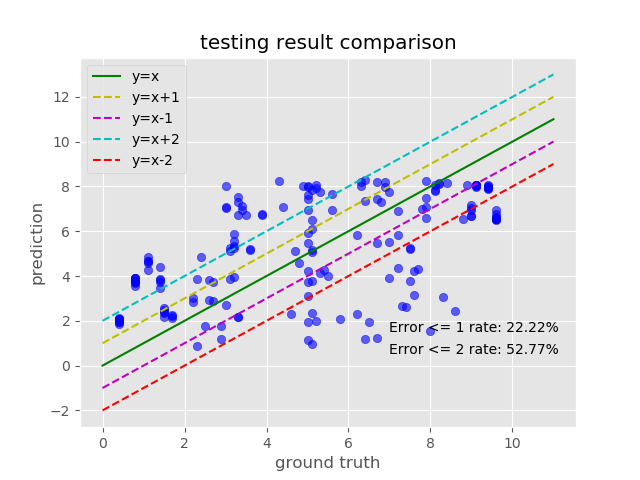 testing result comparison
y=x
y=x+1
y=x-1
y=x+2
y=x-2
12
10
8
6
4
2
0
−2
prediction
Error <= 1 rate: 22.22%
Error <= 2 rate: 52.77%
0 2 4 6 8 10
ground truth